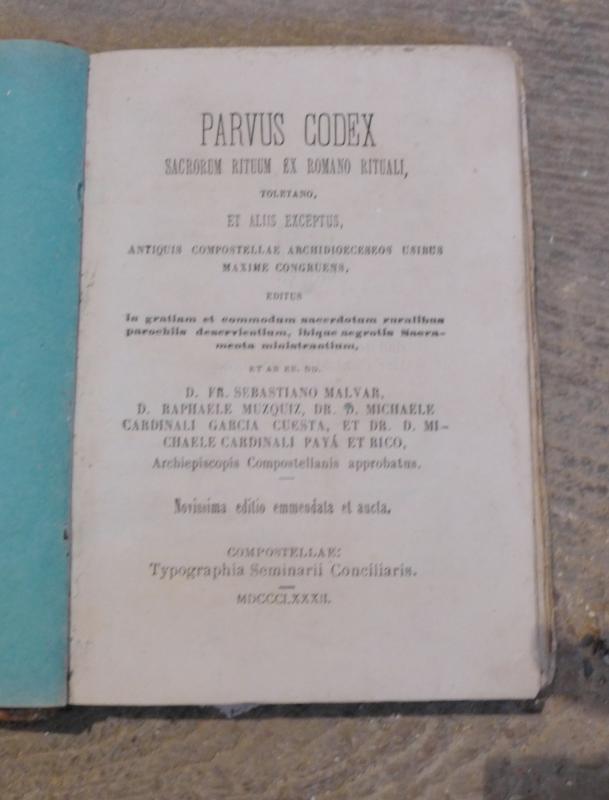 PARVUS CODEX
SACRORUM RITUUM EX ROMANO RITUALI,
TOLETANO,
ET ALIIS EXCEPTUS,
ANTIQUIS COMPOSTELLAE ARCHIDIOECESEOS USIBUS
MAXIME CONGRUENS,
EDITUS
In gratiam et commodum sacerdotum ruralibus
parochiis deservientium, ibique aegrotis Sacra-
menta ministrantium,
ET AB EE. DD.
D. FR. SEBASTIANO MALVAR,
D. RAPHAELE MUZQUIZ, DR. D. MICHAELE
CARDINALI GARCIA CUESTA, ET DR. D. MI-
CHAELE CARDINALI PAYÁ ET RICO,
Archiepiscopis Compostellanis approbatus.
Novissima editio emmendata et aucta.
COMPOSTELLAE:
Typographia Seminarii Conciliaris.
MDCCCLXXXII.